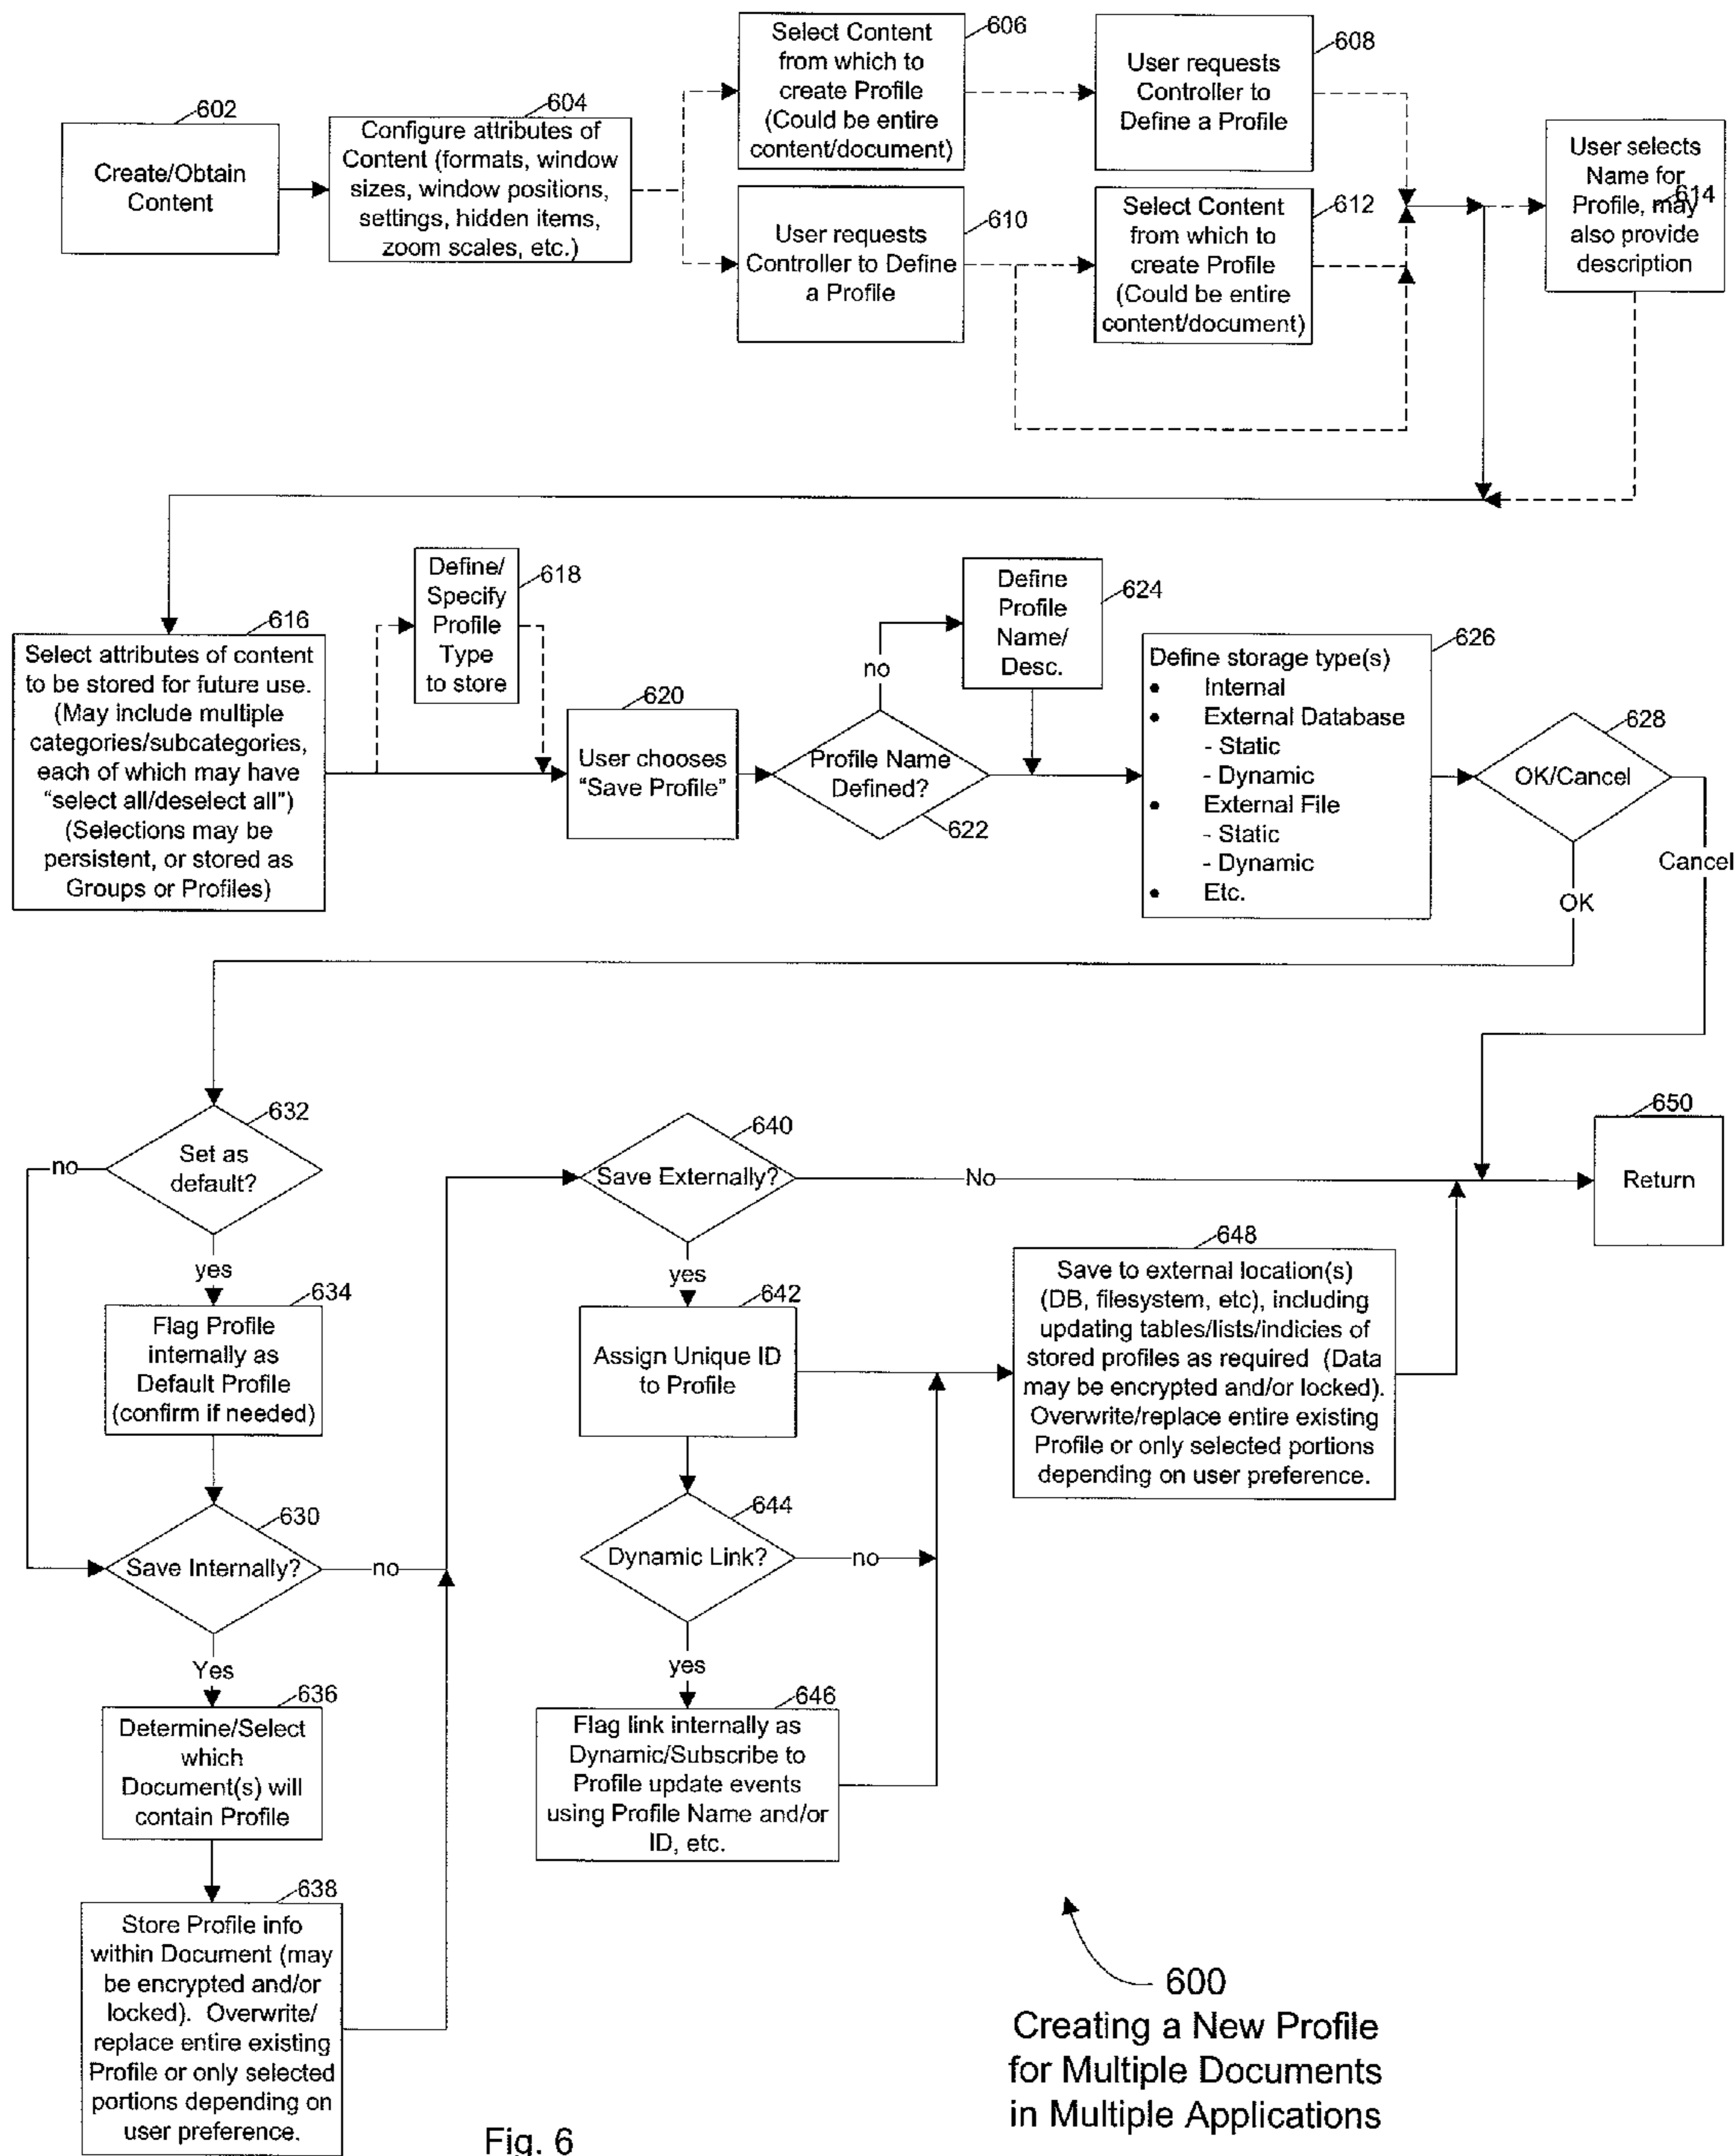 602
Create/Obtain
Content
604
Configure attributes of
Content (formats, window
sizes, window positions,
settings, hidden items,
zoom scales, etc.)
606
Select Content
from which to
create Profile
(Could be entire
content/document)
608
User requests
Controller to
Define a Profile
610
User requests
Controller to Define
a Profile
612
Select Content
from which to
create Profile
(Could be entire
content/document)
614
User selects
Name for
Profile, may
also provide
description
616
Select attributes of content
to be stored for future use.
(May include multiple
categories/subcategories,
each of which may have
“select all/deselect all”)
(Selections may be
persistent, or stored as
Groups or Profiles)
618
Define/
Specify
Profile
Type
to store
620
User chooses
“Save Profile”
622
Profile Name
Defined?
no
624
Define
Profile
Name/
Desc.
626
Define storage type(s)
• Internal
• External Database
- Static
- Dynamic
• External File
- Static
- Dynamic
• Etc.
628
OK/Cancel
Cancel
OK
632
Set as
default?
no
yes
634
Flag Profile
internally as
Default Profile
(confirm if needed)
630
Save Internally?
no
Yes
636
Determine/Select
which
Document(s) will
contain Profile
638
Store Profile info
within Document (may
be encrypted and/or
locked). Overwrite/
replace entire existing
Profile or only selected
portions depending on
user preference.
640
Save Externally?
No
yes
642
Assign Unique ID
to Profile
644
Dynamic Link?
no
yes
646
Flag link internally as
Dynamic/Subscribe to
Profile update events
using Profile Name and/or
ID, etc.
648
Save to external location(s)
(DB, filesystem, etc), including
updating tables/lists/indicies of
stored profiles as required (Data
may be encrypted and/or locked).
Overwrite/replace entire existing
Profile or only selected portions
depending on user preference.
650
Return
600
Creating a New Profile
for Multiple Documents
in Multiple Applications
Fig. 6